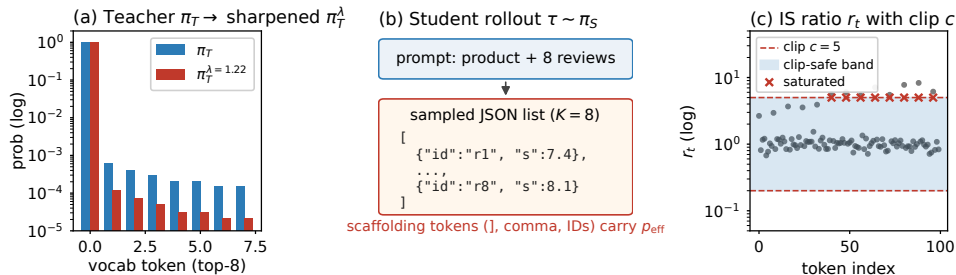 (a) Teacher π_T → sharpened π_T^λ
10^0
10^-1
10^-2
10^-3
10^-4
10^-5
prob (log)
π_T
π_T^λ=1.22
0.0 2.5 5.0 7.5
vocab token (top-8)
(b) Student rollout τ ~ π_S
prompt: product + 8 reviews
sampled JSON list (K = 8)
[
{"id":"r1", "s":7.4},
...,
{"id":"r8", "s":8.1}
]
scaffolding tokens (], comma, IDs) carry p_eff
(c) IS ratio r_t with clip c
clip c = 5
clip-safe band
saturated
10^2
10^1
10^0
10^-1
r_t (log)
0 50 100
token index